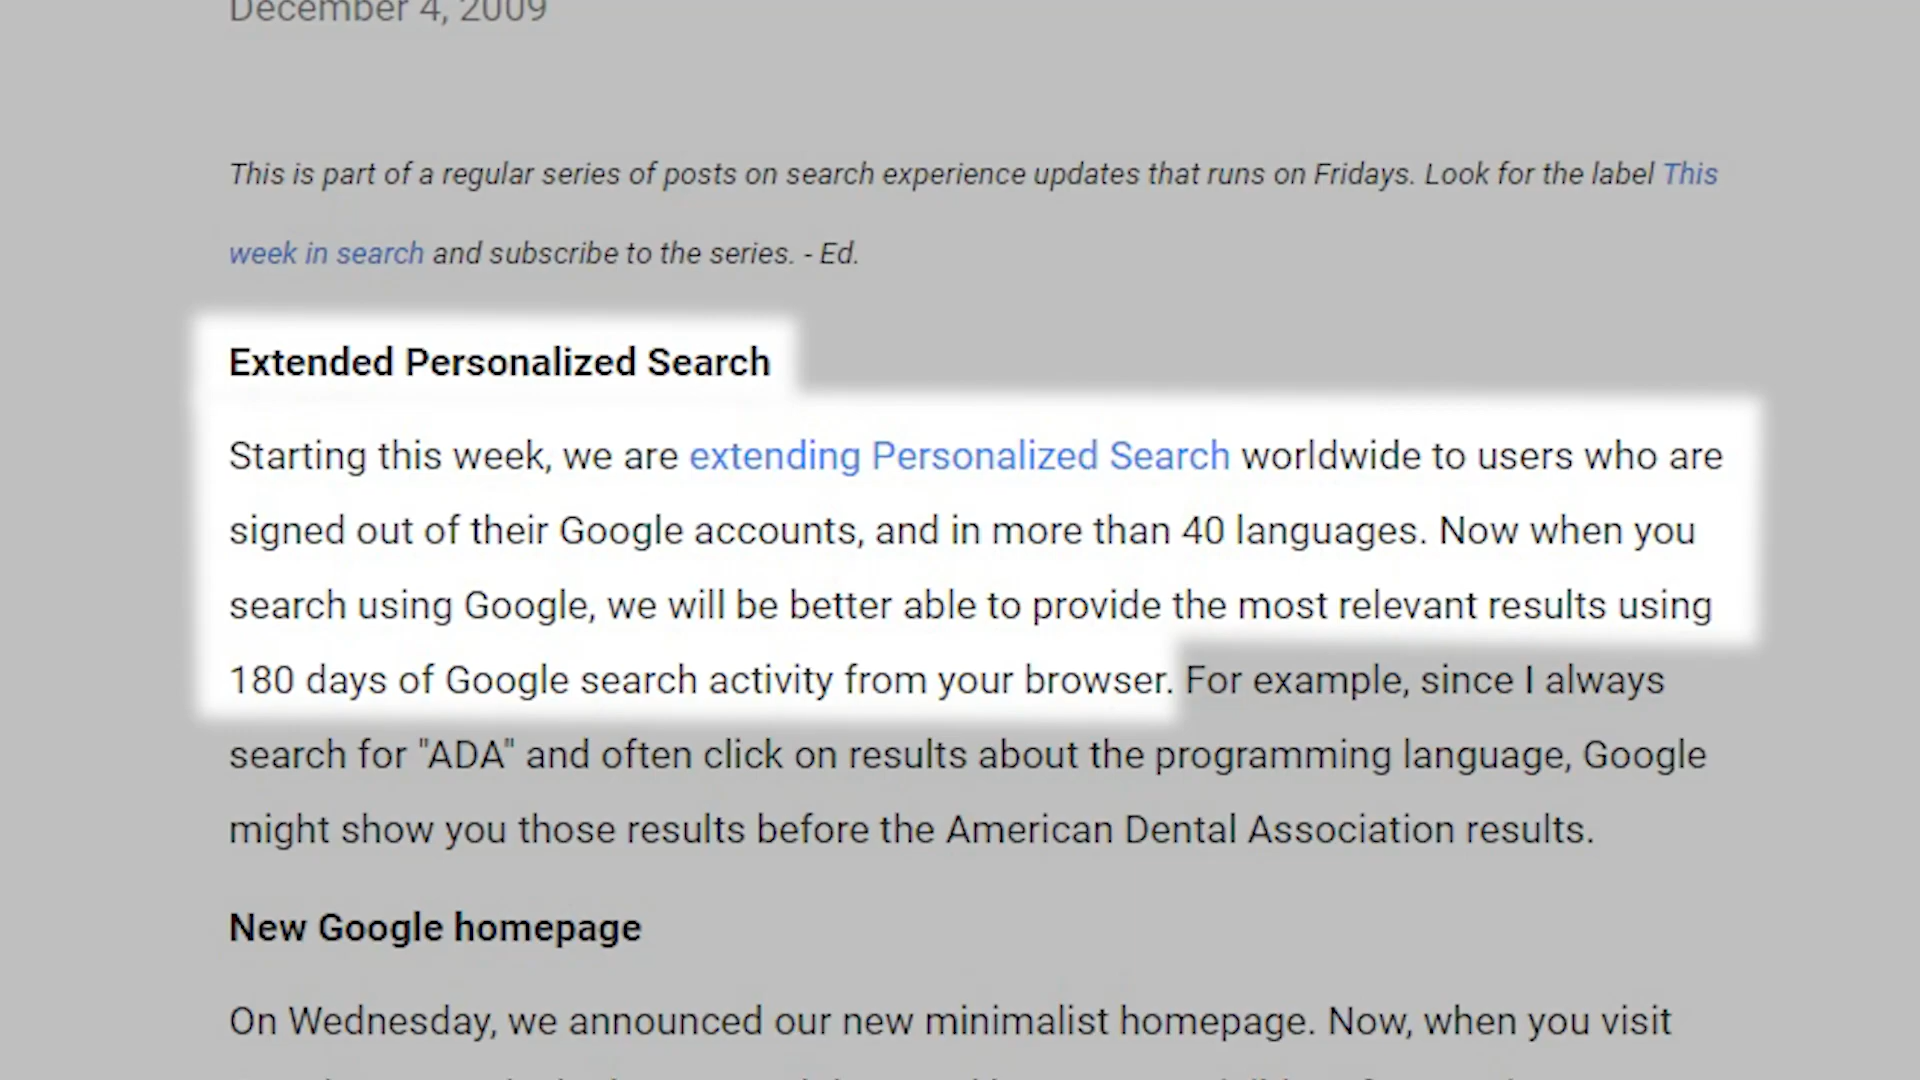 December 4, 2009
This is part of a regular series of posts on search experience updates that runs on Fridays. Look for the label This
week in search and subscribe to the series. - Ed.
Extended Personalized Search
Starting this week, we are extending Personalized Search worldwide to users who are
signed out of their Google accounts, and in more than 40 languages. Now when you
search using Google, we will be better able to provide the most relevant results using
180 days of Google search activity from your browser. For example, since I always
search for "ADA" and often click on results about the programming language, Google
might show you those results before the American Dental Association results.
New Google homepage
On Wednesday, we announced our new minimalist homepage. Now, when you visit